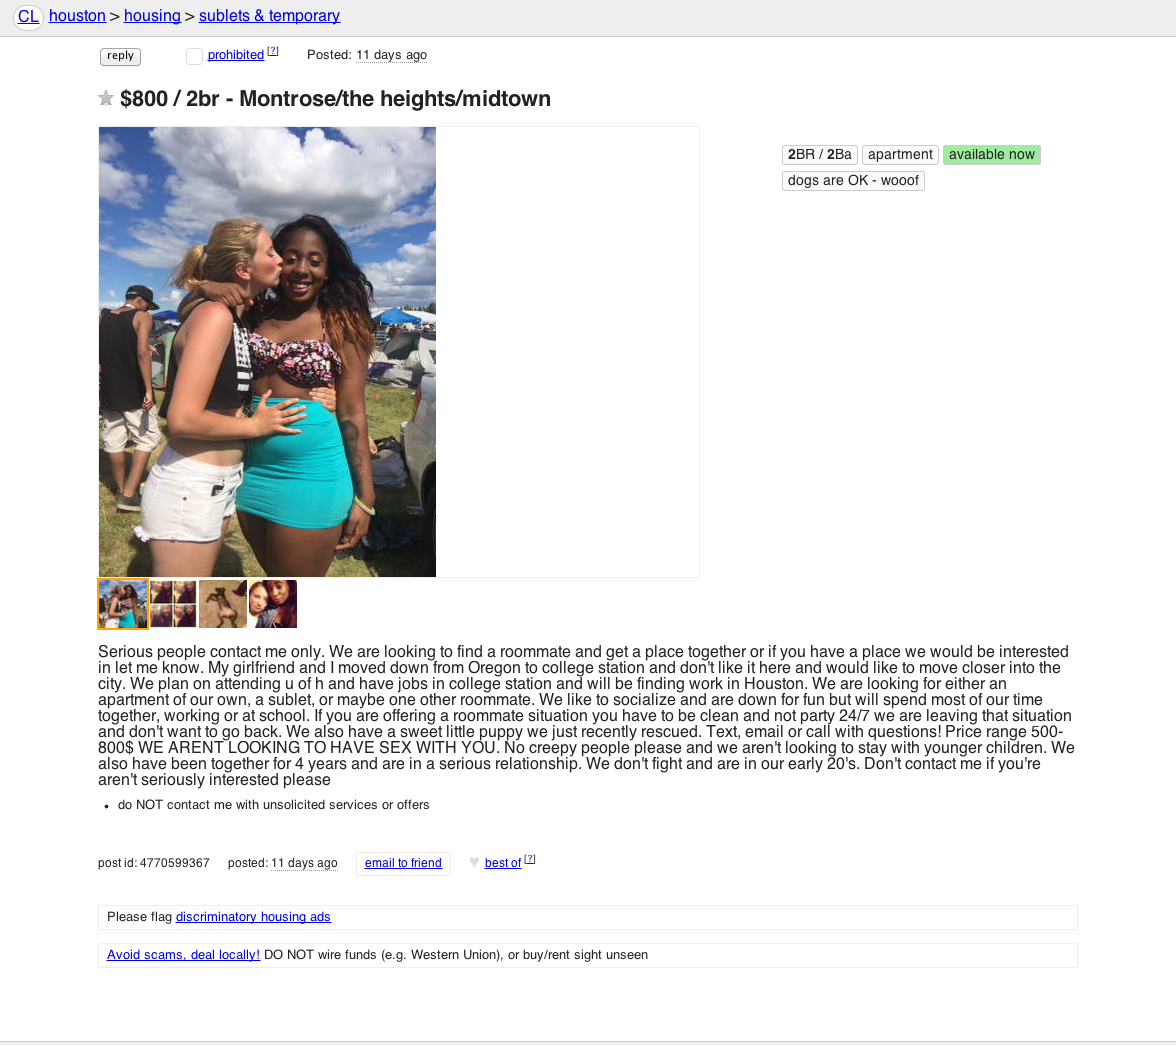 CL houston > housing > sublets & temporary
reply prohibited [?] Posted: 11 days ago
$800 / 2br - Montrose/the heights/midtown
2BR / 2Ba apartment available now
dogs are OK - wooof
Serious people contact me only. We are looking to find a roommate and get a place together or if you have a place we would be interested
in let me know. My girlfriend and I moved down from Oregon to college station and don't like it here and would like to move closer into the
city. We plan on attending u of h and have jobs in college station and will be finding work in Houston. We are looking for either an
apartment of our own, a sublet, or maybe one other roommate. We like to socialize and are down for fun but will spend most of our time
together, working or at school. If you are offering a roommate situation you have to be clean and not party 24/7 we are leaving that situation
and don't want to go back. We also have a sweet little puppy we just recently rescued. Text, email or call with questions! Price range 500-
800$ WE ARENT LOOKING TO HAVE SEX WITH YOU. No creepy people please and we aren't looking to stay with younger children. We
also have been together for 4 years and are in a serious relationship. We don't fight and are in our early 20's. Don't contact me if you're
aren't seriously interested please
• do NOT contact me with unsolicited services or offers
post id: 4770599367 posted: 11 days ago email to friend ♥ best of [?]
Please flag discriminatory housing ads
Avoid scams, deal locally! DO NOT wire funds (e.g. Western Union), or buy/rent sight unseen